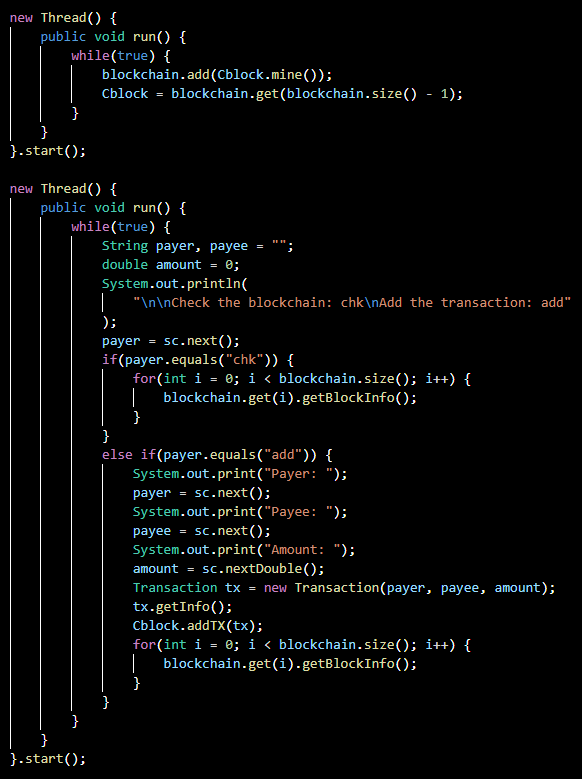 new Thread() {
    public void run() {
        while(true) {
            blockchain.add(Cblock.mine());
            Cblock = blockchain.get(blockchain.size() - 1);
        }
    }
}.start();

new Thread() {
    public void run() {
        while(true) {
            String payer, payee = "";
            double amount = 0;
            System.out.println(
                "\n\nCheck the blockchain: chk\nAdd the transaction: add"
            );
            payer = sc.next();
            if(payer.equals("chk")) {
                for(int i = 0; i < blockchain.size(); i++) {
                    blockchain.get(i).getBlockInfo();
                }
            }
            else if(payer.equals("add")) {
                System.out.print("Payer: ");
                payer = sc.next();
                System.out.print("Payee: ");
                payee = sc.next();
                System.out.print("Amount: ");
                amount = sc.nextDouble();
                Transaction tx = new Transaction(payer, payee, amount);
                tx.getInfo();
                Cblock.addTX(tx);
                for(int i = 0; i < blockchain.size(); i++) {
                    blockchain.get(i).getBlockInfo();
                }
            }
        }
    }
}.start();